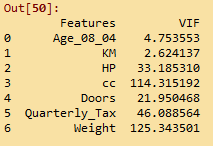 Out[50]:
Features VIF
0 Age_08_04 4.753553
1 KM 2.624137
2 HP 33.185310
3 cc 114.315192
4 Doors 21.950468
5 Quarterly_Tax 46.088564
6 Weight 125.343501